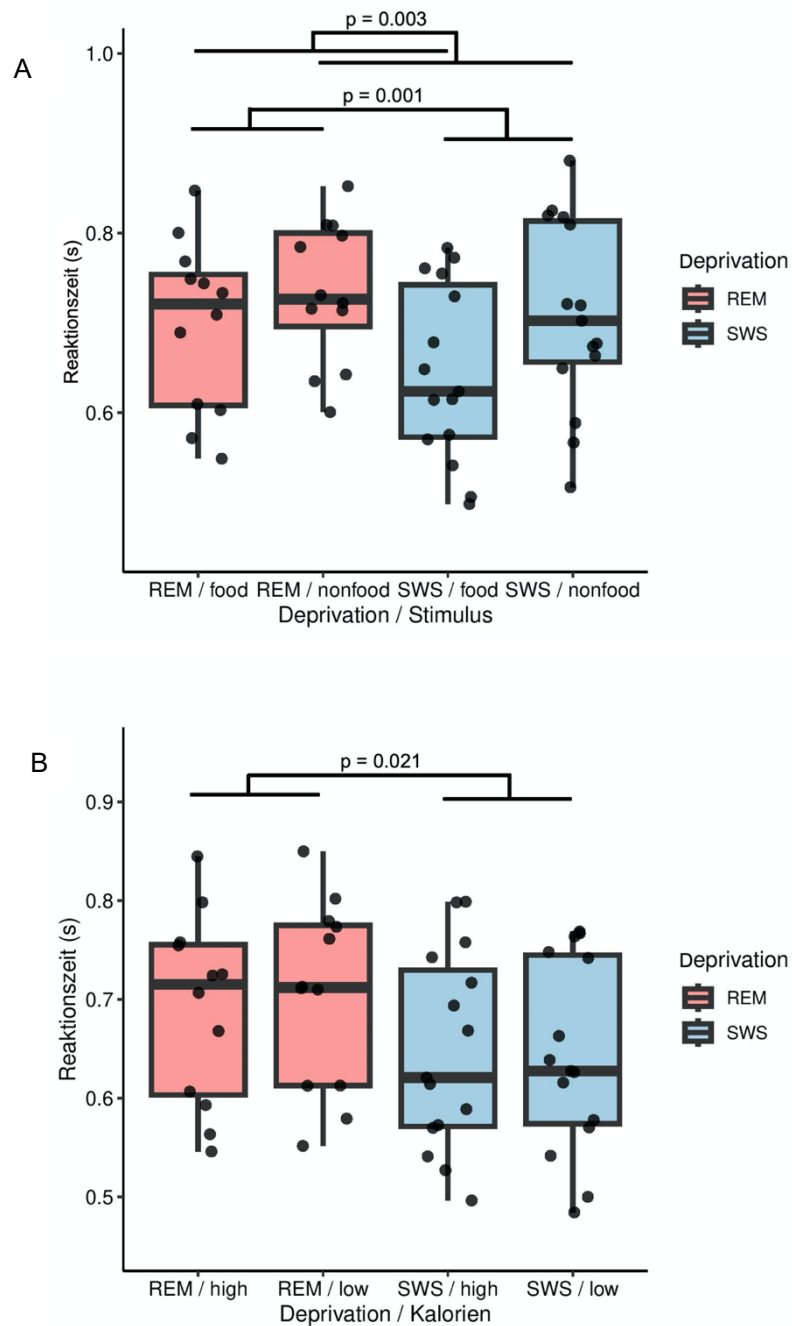 A
p = 0.003
1.0
p = 0.001
0.8
0.6
Reaktionszeit (s)
REM / food REM / nonfood SWS / food SWS / nonfood
Deprivation / Stimulus
Deprivation
REM
SWS
B
p = 0.021
0.9
0.8
0.7
0.6
0.5
Reaktionszeit (s)
REM / high REM / low SWS / high SWS / low
Deprivation / Kalorien
Deprivation
REM
SWS